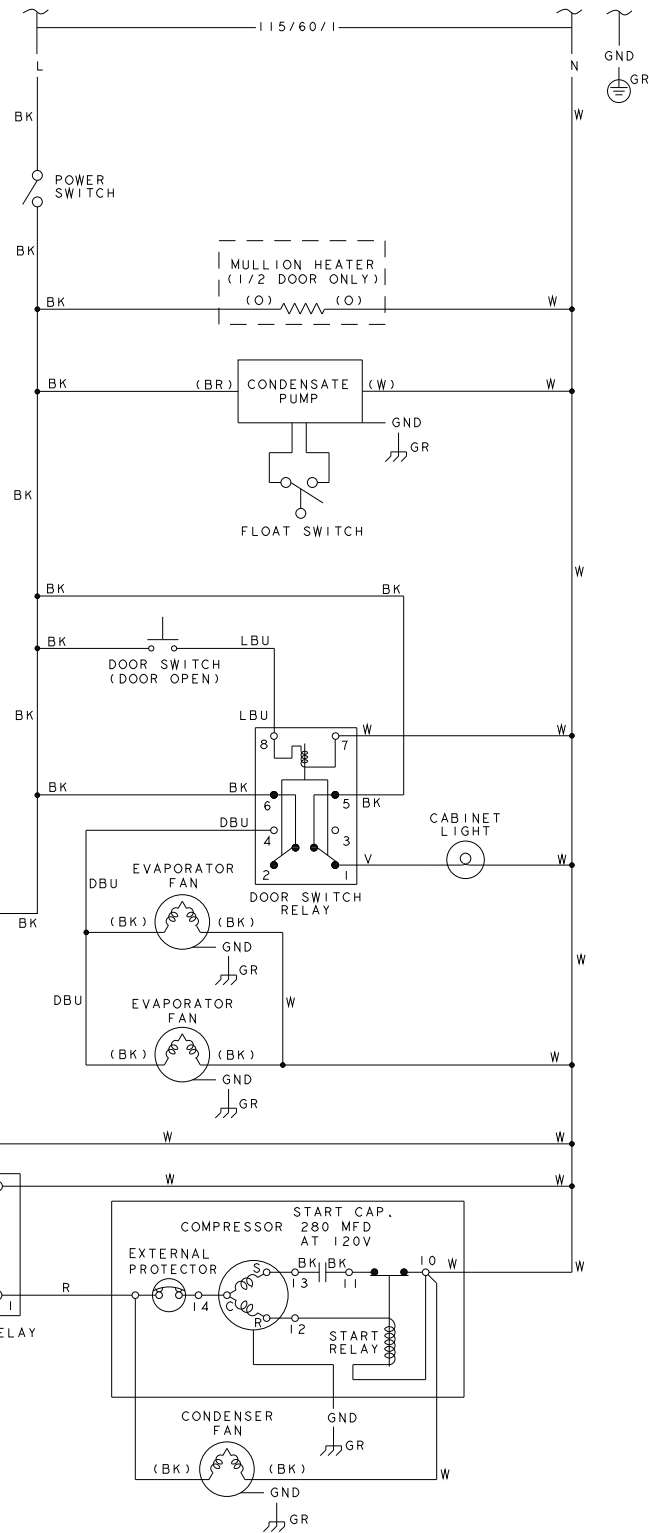 115/60/1
L
N
GND
GR
BK
W
POWER
SWITCH
BK
MULLION HEATER
(1/2 DOOR ONLY)
BK
(O)
(O)
W
BK
(BR)
CONDENSATE
PUMP
(W)
W
GND
GR
BK
FLOAT SWITCH
W
BK
BK
BK
LBU
DOOR SWITCH
(DOOR OPEN)
BK
LBU
W
W
8
7
BK
BK
6
5
BK
DBU
4
3
CABINET
LIGHT
V
W
2
1
DOOR SWITCH
RELAY
EVAPORATOR
FAN
DBU
(BK)
(BK)
BK
GND
GR
W
DBU
W
EVAPORATOR
FAN
(BK)
(BK)
W
GND
GR
W
W
W
W
START CAP.
280 MFD
AT 120V
COMPRESSOR
EXTERNAL
PROTECTOR
S
BK
BK
10
W
W
13
11
R
1
14
C
R
12
ELAY
START
RELAY
CONDENSER
FAN
GND
GR
(BK)
(BK)
W
GND
GR